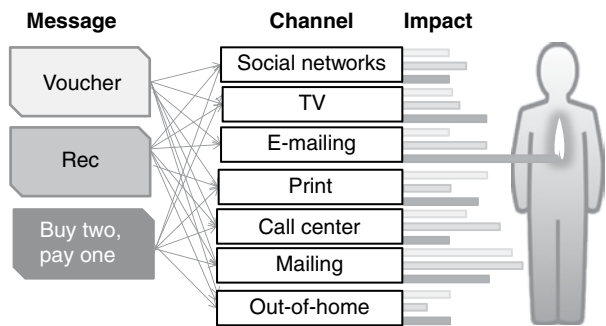 Message
Channel
Impact
Voucher
Rec
Buy two,
pay one
Social networks
TV
E-mailing
Print
Call center
Mailing
Out-of-home